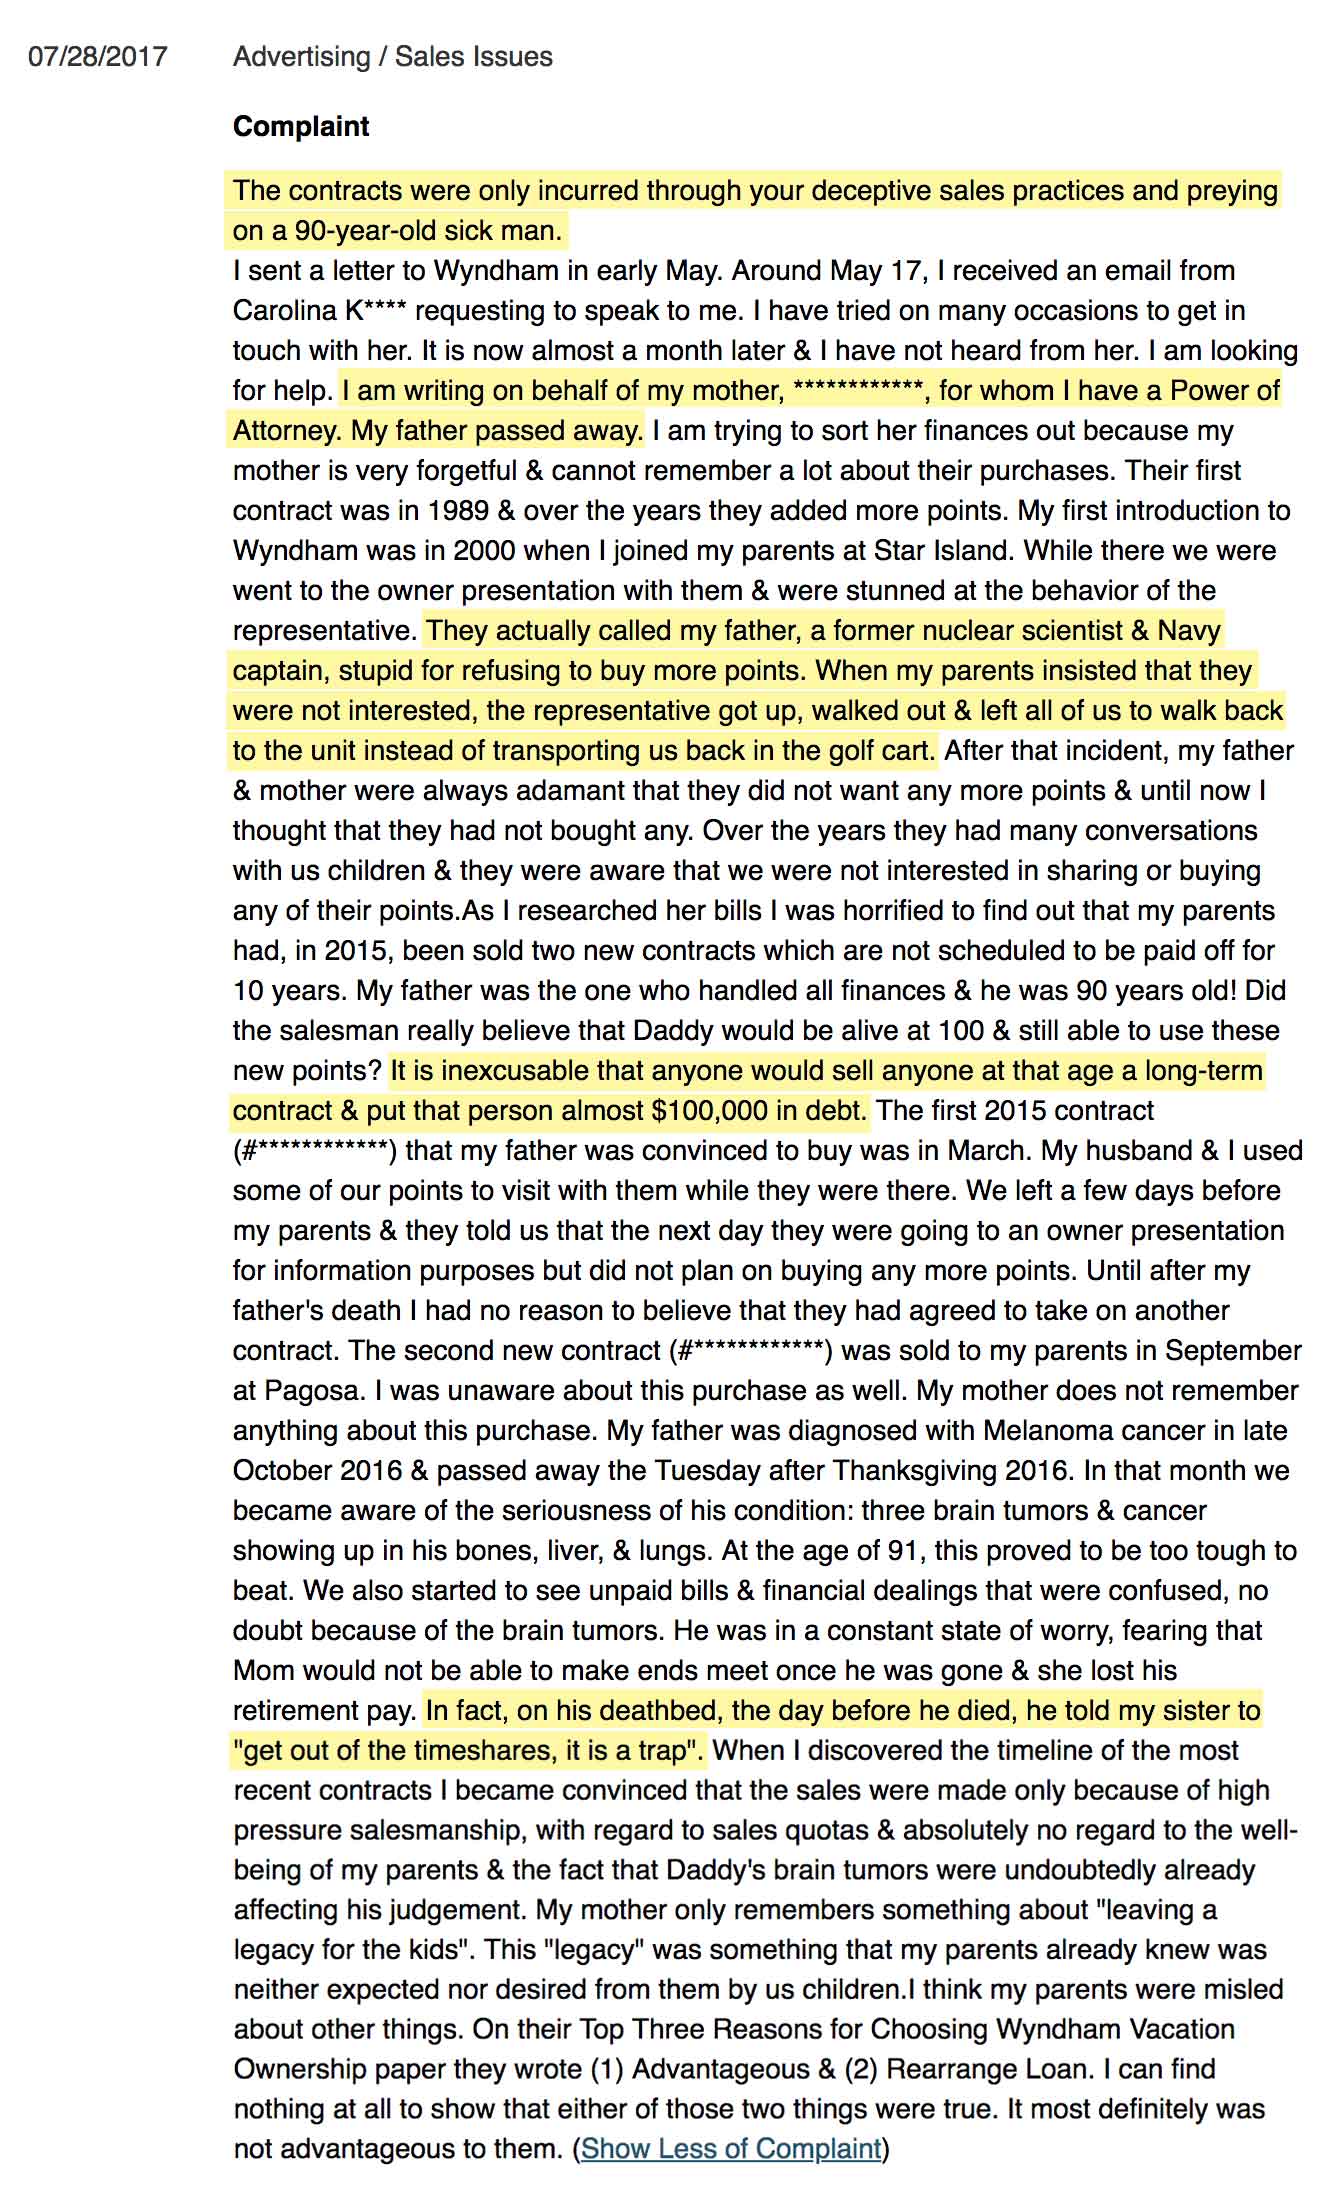 07/28/2017 Advertising / Sales Issues
Complaint
The contracts were only incurred through your deceptive sales practices and preying
on a 90-year-old sick man.
I sent a letter to Wyndham in early May. Around May 17, I received an email from
Carolina K**** requesting to speak to me. I have tried on many occasions to get in
touch with her. It is now almost a month later & I have not heard from her. I am looking
for help. I am writing on behalf of my mother, ************, for whom I have a Power of
Attorney. My father passed away. I am trying to sort her finances out because my
mother is very forgetful & cannot remember a lot about their purchases. Their first
contract was in 1989 & over the years they added more points. My first introduction to
Wyndham was in 2000 when I joined my parents at Star Island. While there we were
went to the owner presentation with them & were stunned at the behavior of the
representative. They actually called my father, a former nuclear scientist & Navy
captain, stupid for refusing to buy more points. When my parents insisted that they
were not interested, the representative got up, walked out & left all of us to walk back
to the unit instead of transporting us back in the golf cart. After that incident, my father
& mother were always adamant that they did not want any more points & until now I
thought that they had not bought any. Over the years they had many conversations
with us children & they were aware that we were not interested in sharing or buying
any of their points.As I researched her bills I was horrified to find out that my parents
had, in 2015, been sold two new contracts which are not scheduled to be paid off for
10 years. My father was the one who handled all finances & he was 90 years old! Did
the salesman really believe that Daddy would be alive at 100 & still able to use these
new points? It is inexcusable that anyone would sell anyone at that age a long-term
contract & put that person almost $100,000 in debt. The first 2015 contract
(#************) that my father was convinced to buy was in March. My husband & I used
some of our points to visit with them while they were there. We left a few days before
my parents & they told us that the next day they were going to an owner presentation
for information purposes but did not plan on buying any more points. Until after my
father's death I had no reason to believe that they had agreed to take on another
contract. The second new contract (#************) was sold to my parents in September
at Pagosa. I was unaware about this purchase as well. My mother does not remember
anything about this purchase. My father was diagnosed with Melanoma cancer in late
October 2016 & passed away the Tuesday after Thanksgiving 2016. In that month we
became aware of the seriousness of his condition: three brain tumors & cancer
showing up in his bones, liver, & lungs. At the age of 91, this proved to be too tough to
beat. We also started to see unpaid bills & financial dealings that were confused, no
doubt because of the brain tumors. He was in a constant state of worry, fearing that
Mom would not be able to make ends meet once he was gone & she lost his
retirement pay. In fact, on his deathbed, the day before he died, he told my sister to
"get out of the timeshares, it is a trap". When I discovered the timeline of the most
recent contracts I became convinced that the sales were made only because of high
pressure salesmanship, with regard to sales quotas & absolutely no regard to the well-
being of my parents & the fact that Daddy's brain tumors were undoubtedly already
affecting his judgement. My mother only remembers something about "leaving a
legacy for the kids". This "legacy" was something that my parents already knew was
neither expected nor desired from them by us children.I think my parents were misled
about other things. On their Top Three Reasons for Choosing Wyndham Vacation
Ownership paper they wrote (1) Advantageous & (2) Rearrange Loan. I can find
nothing at all to show that either of those two things were true. It most definitely was
not advantageous to them. (Show Less of Complaint)